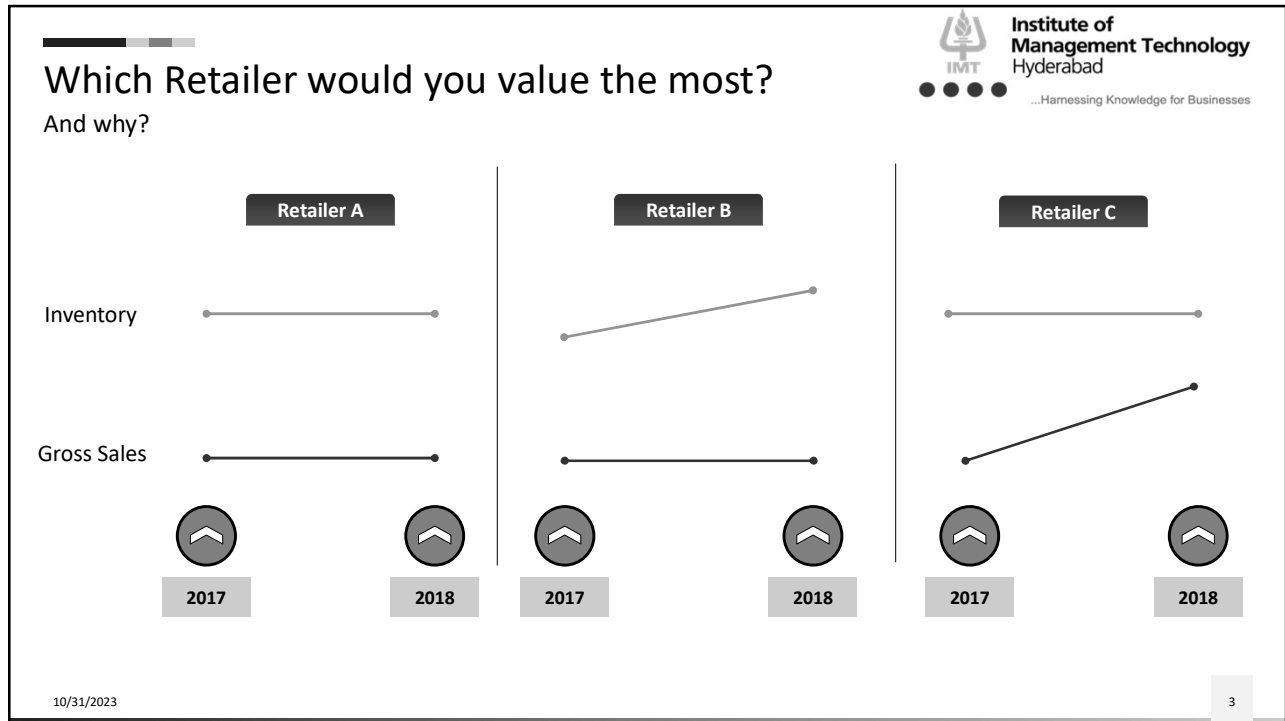 Which Retailer would you value the most?
And why?
Institute of
Management Technology
Hyderabad
IMT
...Harnessing Knowledge for Businesses
Retailer A
Retailer B
Retailer C
Inventory
Gross Sales
2017
2018
2017
2018
2017
2018
10/31/2023
3